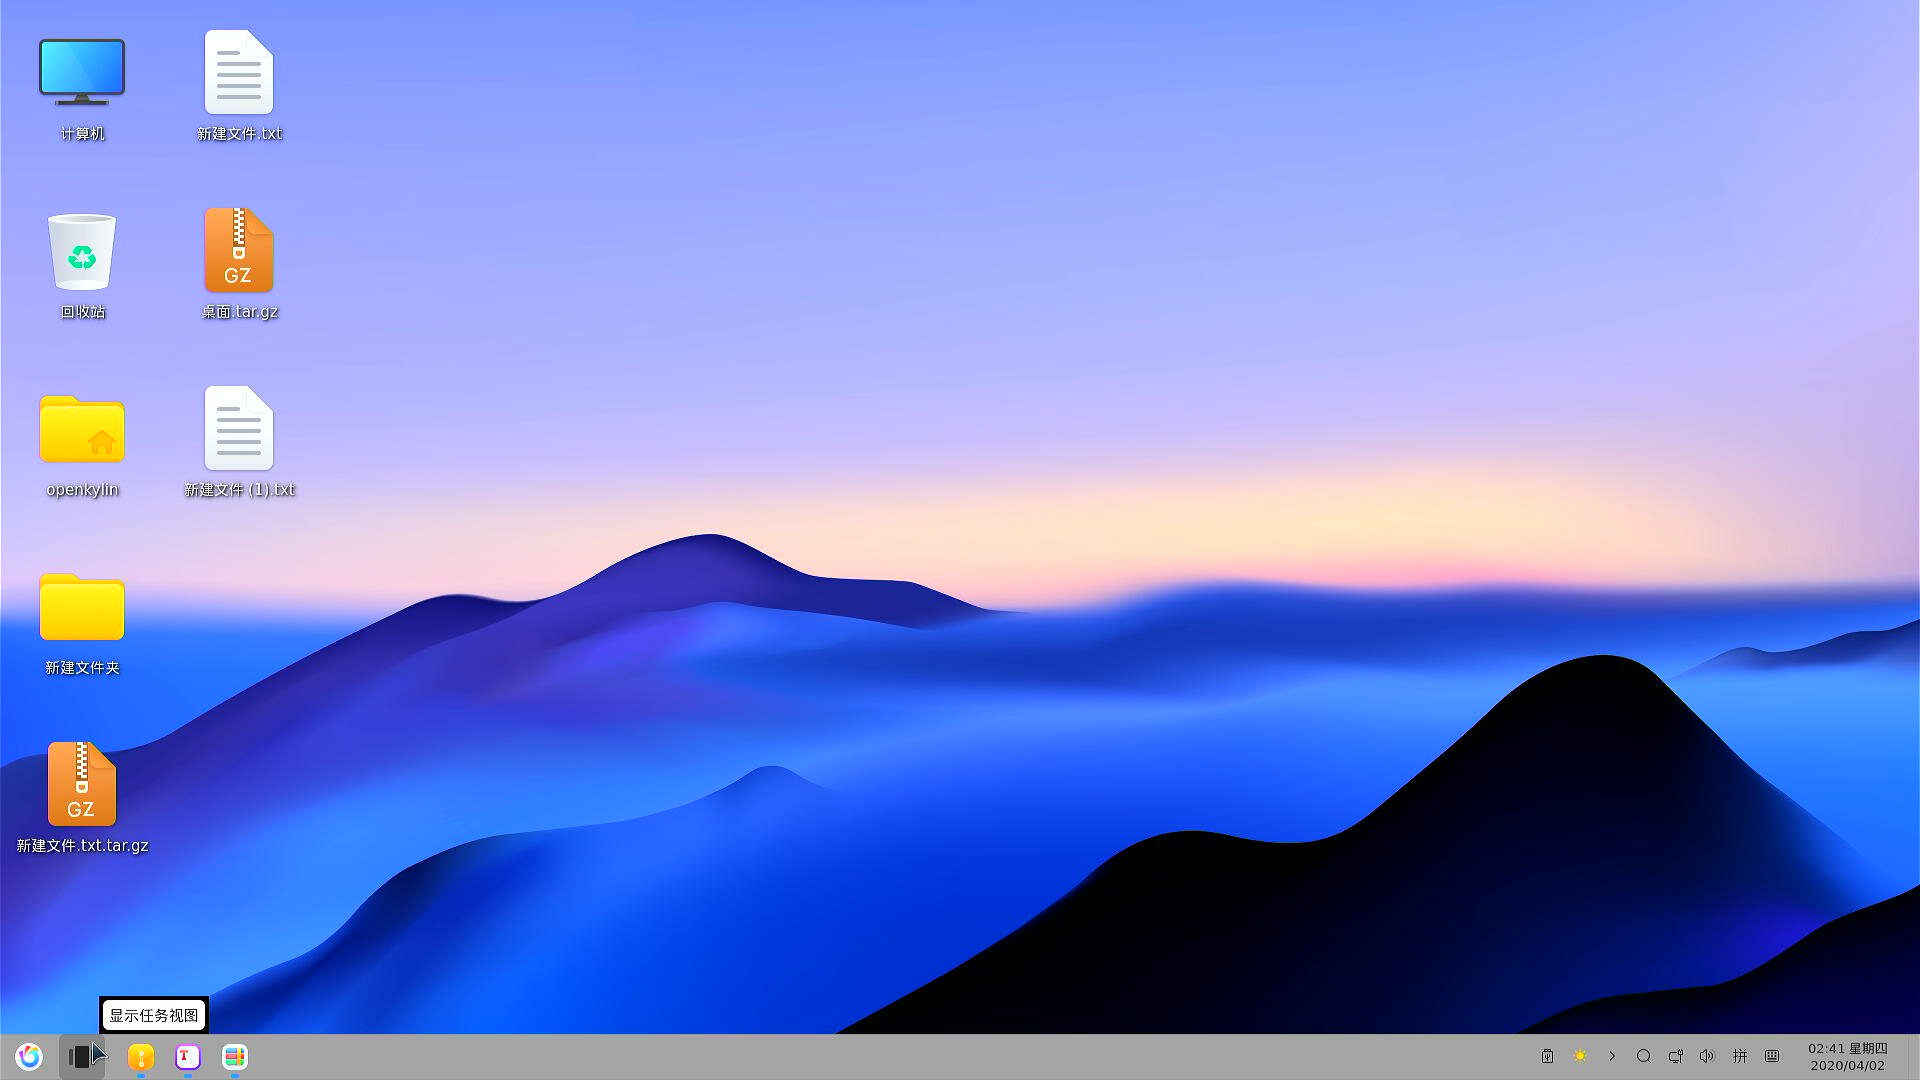 计算机
新建文件.txt
GZ
回收站
桌面.tar.gz
openkylin
新建文件 (1).txt
新建文件夹
GZ
新建文件.txt.tar.gz
显示任务视图
T
拼
02:41 星期四
2020/04/02